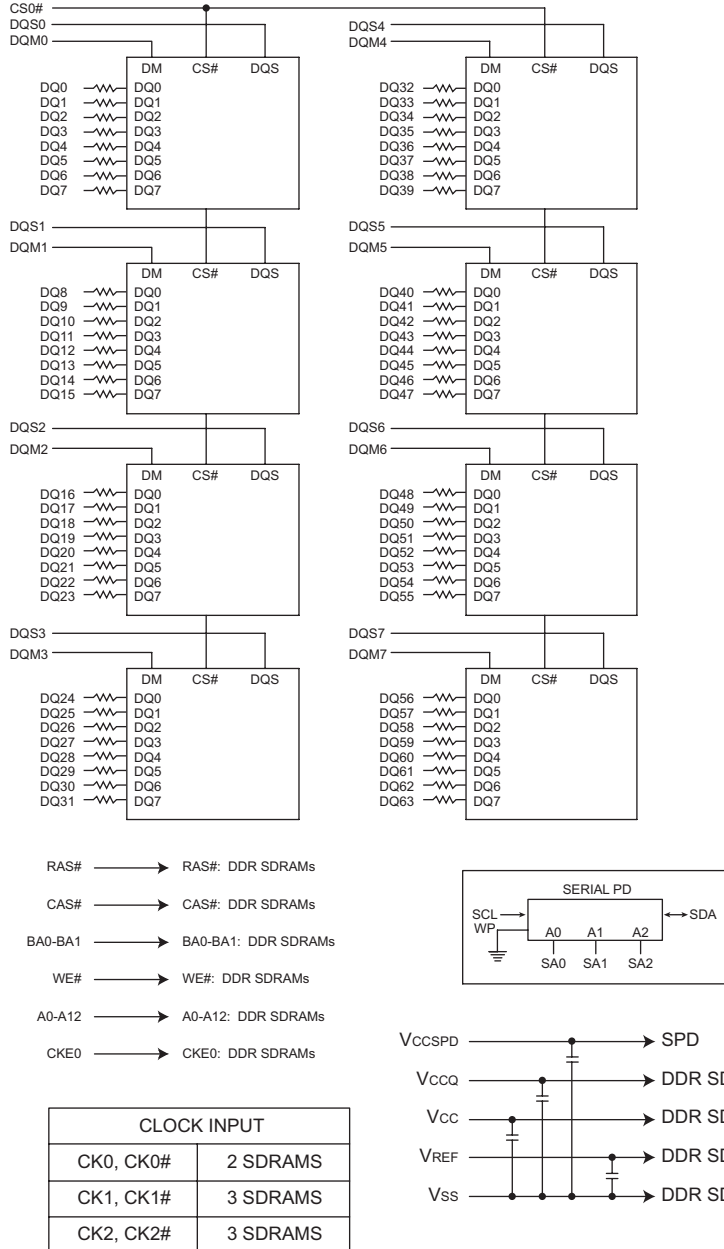 CS0#
DQS0
DQM0
DM CS# DQS
DQ0 DQ0
DQ1 DQ1
DQ2 DQ2
DQ3 DQ3
DQ4 DQ4
DQ5 DQ5
DQ6 DQ6
DQ7 DQ7
DQS1
DQM1
DM CS# DQS
DQ8 DQ0
DQ9 DQ1
DQ10 DQ2
DQ11 DQ3
DQ12 DQ4
DQ13 DQ5
DQ14 DQ6
DQ15 DQ7
DQS2
DQM2
DM CS# DQS
DQ16 DQ0
DQ17 DQ1
DQ18 DQ2
DQ19 DQ3
DQ20 DQ4
DQ21 DQ5
DQ22 DQ6
DQ23 DQ7
DQS3
DQM3
DM CS# DQS
DQ24 DQ0
DQ25 DQ1
DQ26 DQ2
DQ27 DQ3
DQ28 DQ4
DQ29 DQ5
DQ30 DQ6
DQ31 DQ7
DQS4
DQM4
DM CS# DQS
DQ32 DQ0
DQ33 DQ1
DQ34 DQ2
DQ35 DQ3
DQ36 DQ4
DQ37 DQ5
DQ38 DQ6
DQ39 DQ7
DQS5
DQM5
DM CS# DQS
DQ40 DQ0
DQ41 DQ1
DQ42 DQ2
DQ43 DQ3
DQ44 DQ4
DQ45 DQ5
DQ46 DQ6
DQ47 DQ7
DQS6
DQM6
DM CS# DQS
DQ48 DQ0
DQ49 DQ1
DQ50 DQ2
DQ51 DQ3
DQ52 DQ4
DQ53 DQ5
DQ54 DQ6
DQ55 DQ7
DQS7
DQM7
DM CS# DQS
DQ56 DQ0
DQ57 DQ1
DQ58 DQ2
DQ59 DQ3
DQ60 DQ4
DQ61 DQ5
DQ62 DQ6
DQ63 DQ7
RAS# RAS#: DDR SDRAMs
CAS# CAS#: DDR SDRAMs
BA0-BA1 BA0-BA1: DDR SDRAMs
WE# WE#: DDR SDRAMs
A0-A12 A0-A12: DDR SDRAMs
CKE0 CKE0: DDR SDRAMs
CLOCK INPUT
CK0, CK0# 2 SDRAMS
CK1, CK1# 3 SDRAMS
CK2, CK2# 3 SDRAMS
SERIAL PD
SCL SDA
WP A0 A1 A2
SA0 SA1 SA2
VCCSPD SPD
VCCQ DDR
VCC DDR
VREF DDR
VSS DDR